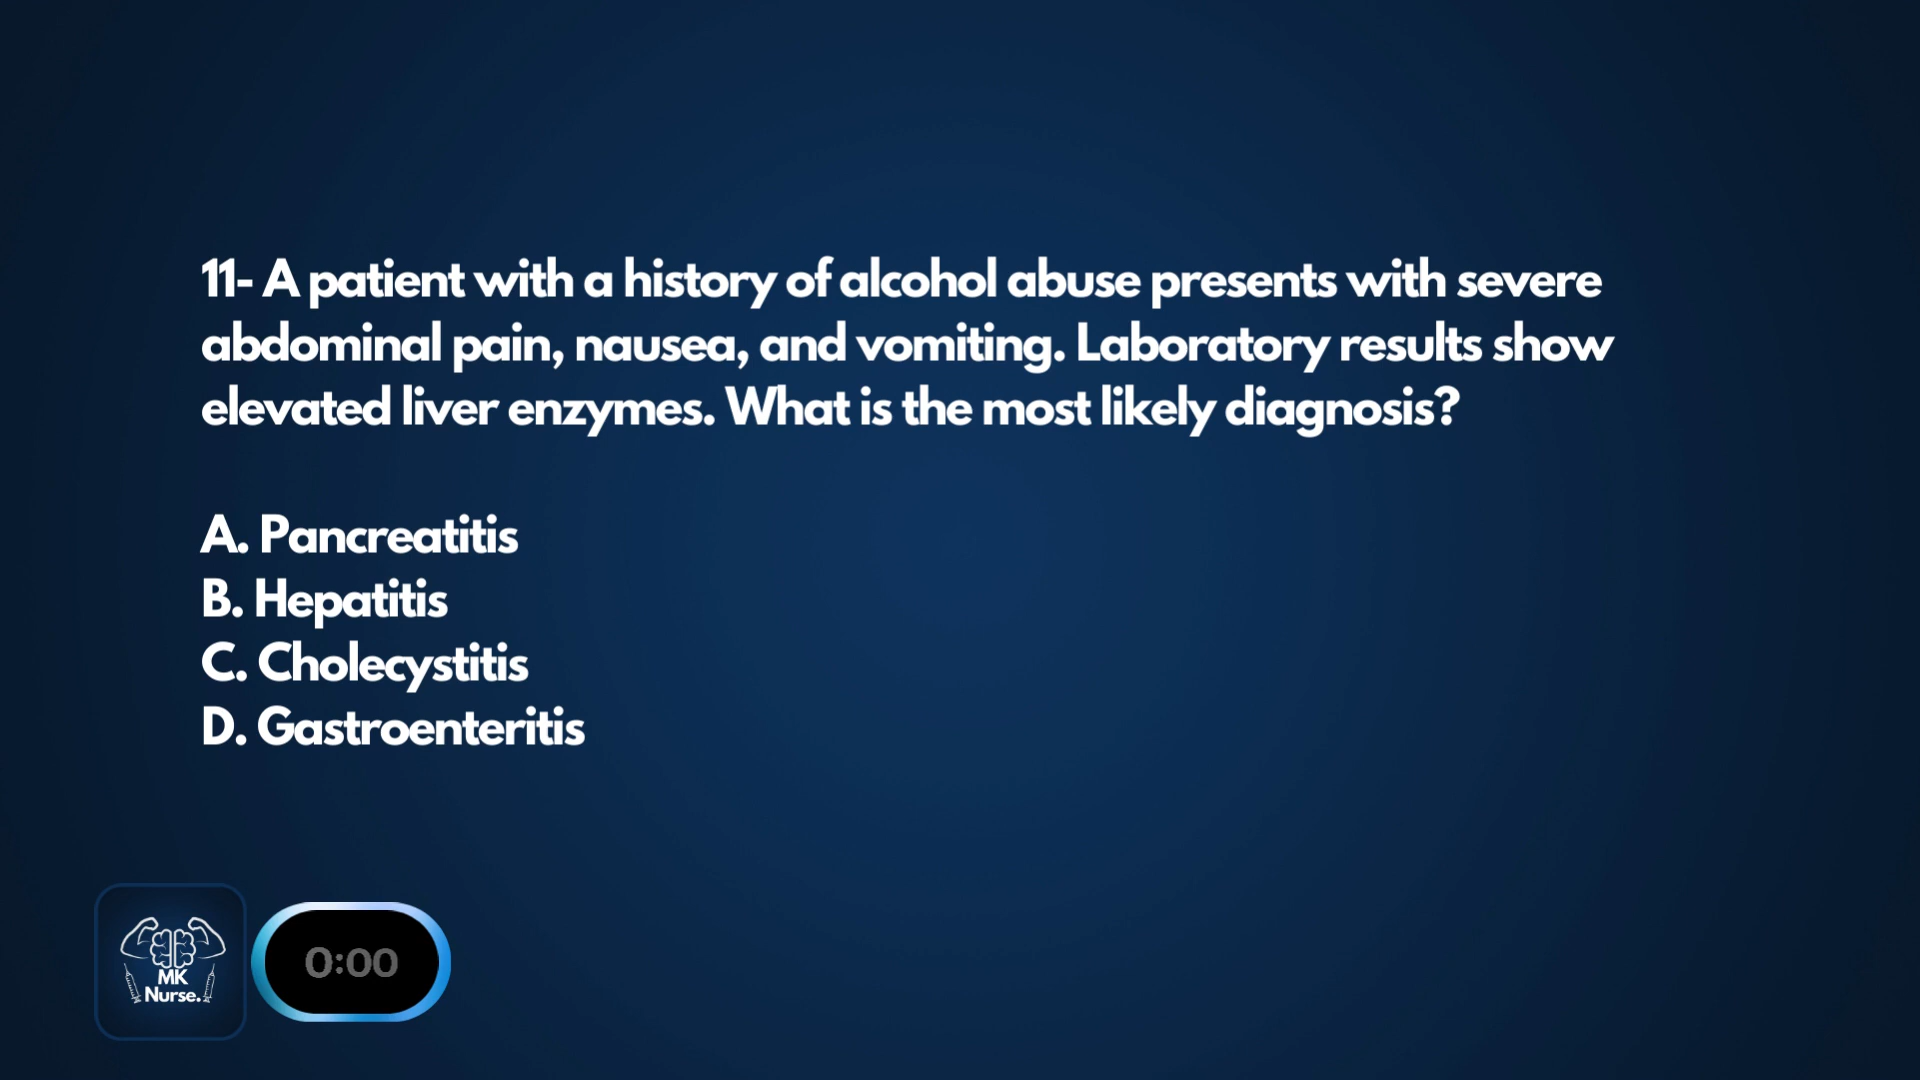 11- A patient with a history of alcohol abuse presents with severe
abdominal pain, nausea, and vomiting. Laboratory results show
elevated liver enzymes. What is the most likely diagnosis?
A. Pancreatitis
B. Hepatitis
C. Cholecystitis
D. Gastroenteritis
MK
Nurse.
0:00